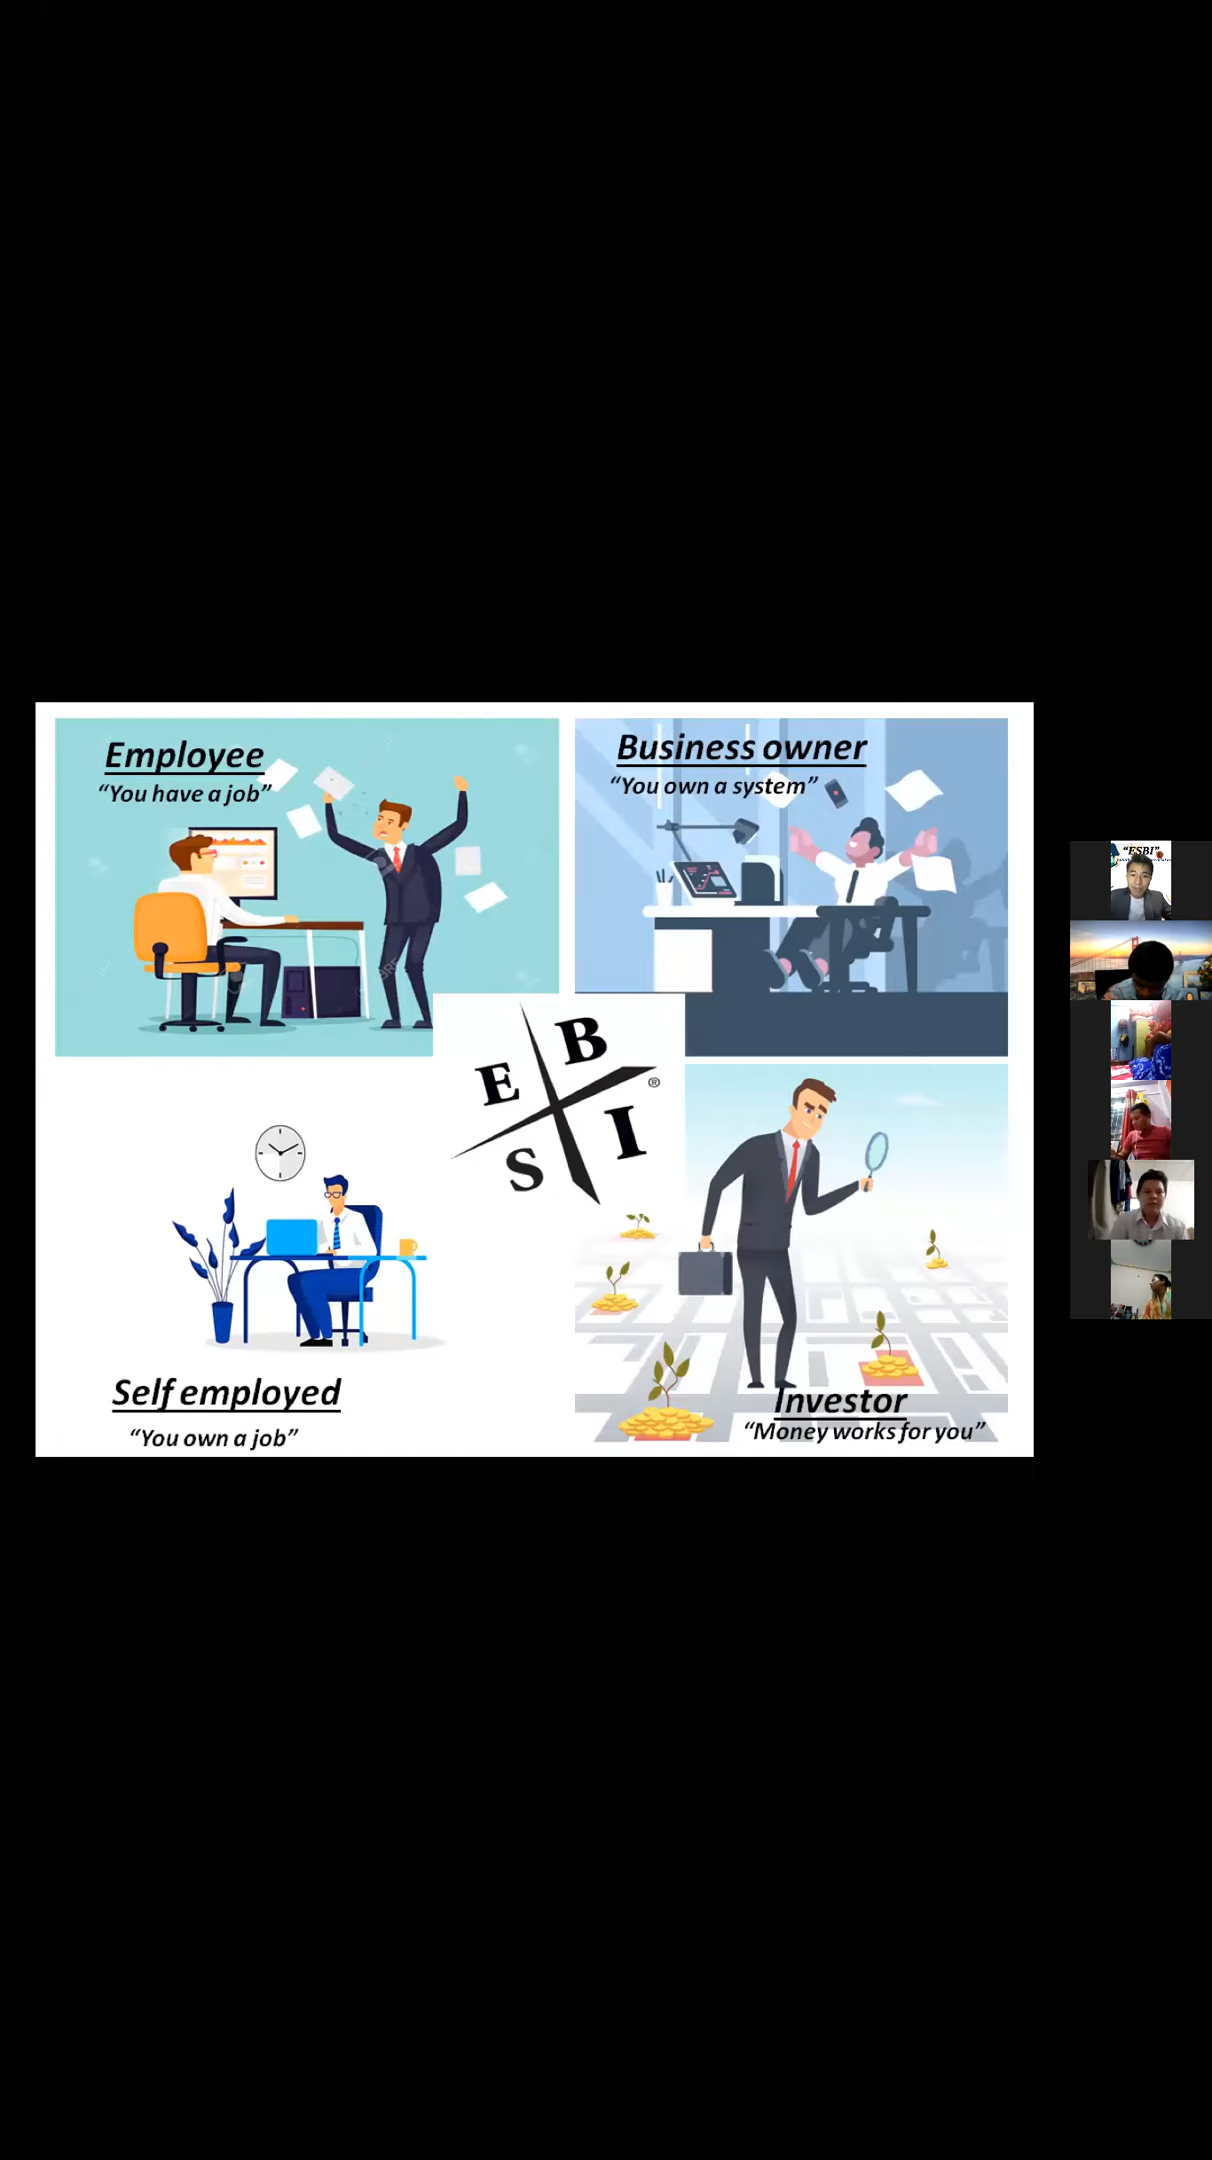 Employee
“You have a job”
Business owner
“You own a system”
E
B
®
S
I
Self employed
“You own a job”
Investor
“Money works for you”
“ESBI”